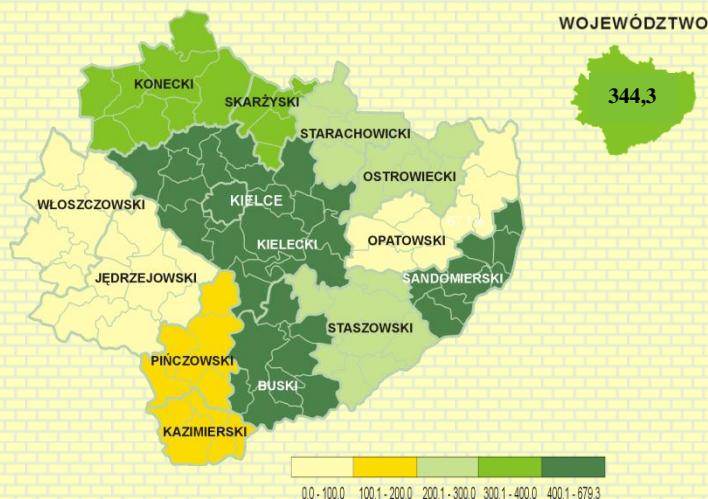 WOJEWÓDZTWO
344,3
KONECKI
SKARŻYSKI
STARACHOWICKI
OSTROWIECKI
WŁOSZCZOWSKI
KIELCE
KIELECKI
OPATOWSKI
JĘDRZEJOWSKI
SANDOMIERSKI
STASZOWSKI
PIŃCZOWSKI
BUSKI
KAZIMIERSKI
0.0 - 100.0 100.1 - 200.0 200.1 - 300.0 300.1 - 400.0 400.1 - 679.3